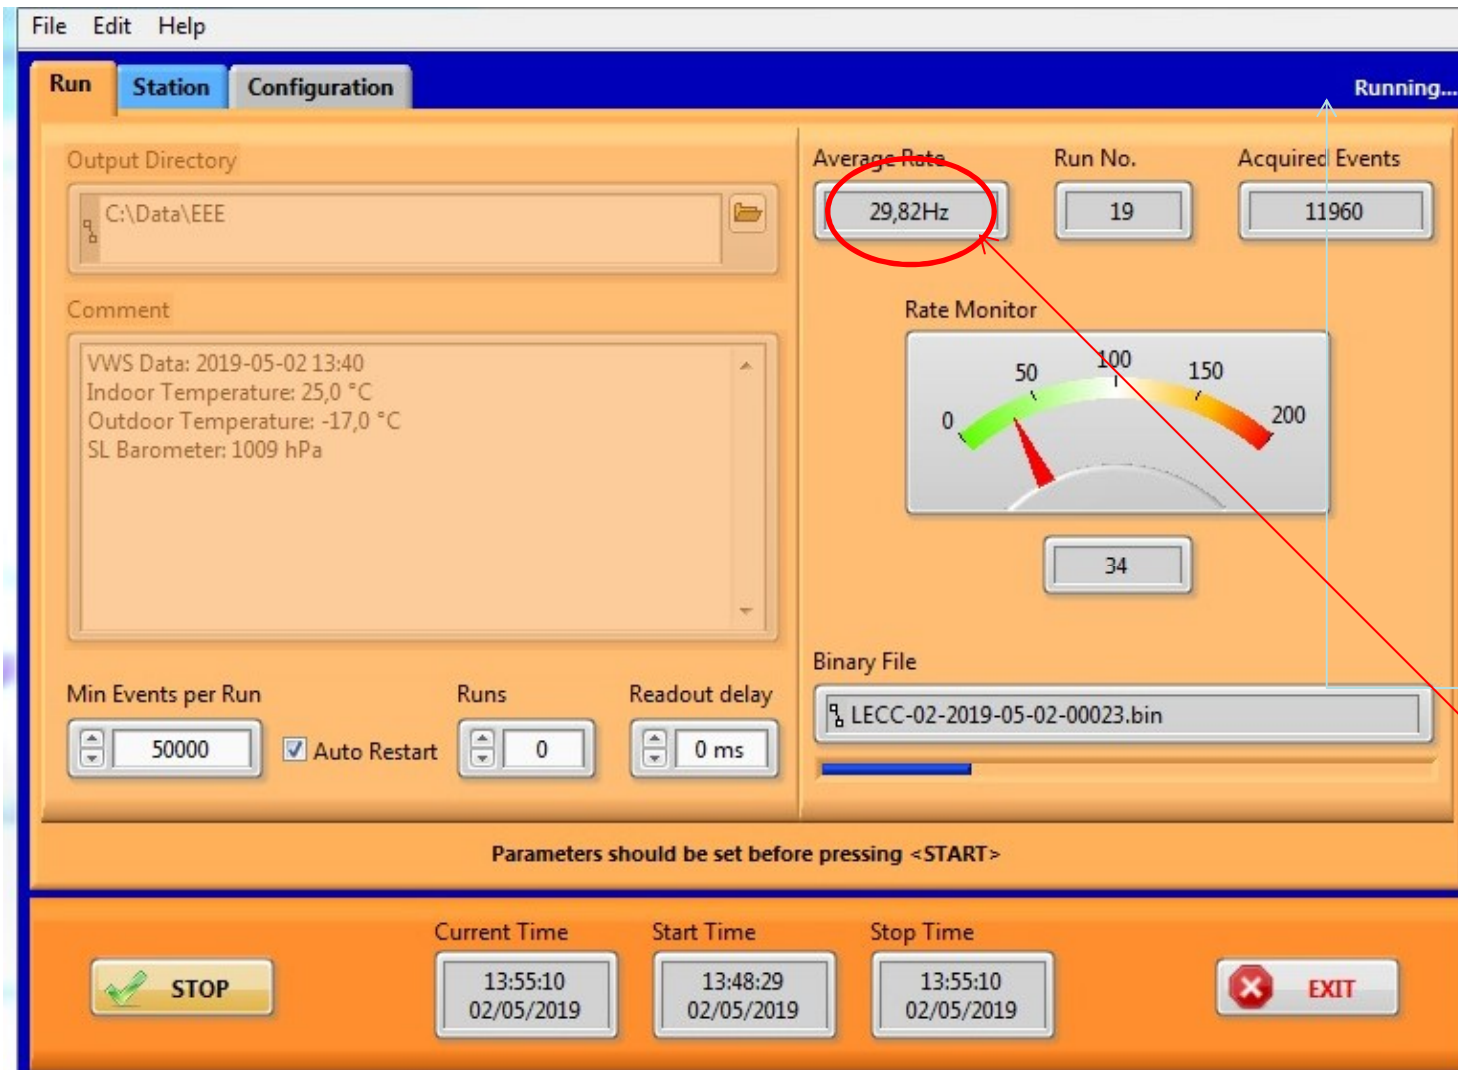 File Edit Help
Run Station Configuration
Running...
Output Directory
C:\Data\EEE
Comment
VWS Data: 2019-05-02 13:40
Indoor Temperature: 25,0 °C
Outdoor Temperature: -17,0 °C
SL Barometer: 1009 hPa
Min Events per Run
50000
Auto Restart
Runs
0
Readout delay
0 ms
Average Rate
29,82Hz
Run No.
19
Acquired Events
11960
Rate Monitor
0 50 100 150 200
34
Binary File
LECC-02-2019-05-02-00023.bin
Parameters should be set before pressing <START>
STOP
Current Time
13:55:10
02/05/2019
Start Time
13:48:29
02/05/2019
Stop Time
13:55:10
02/05/2019
EXIT